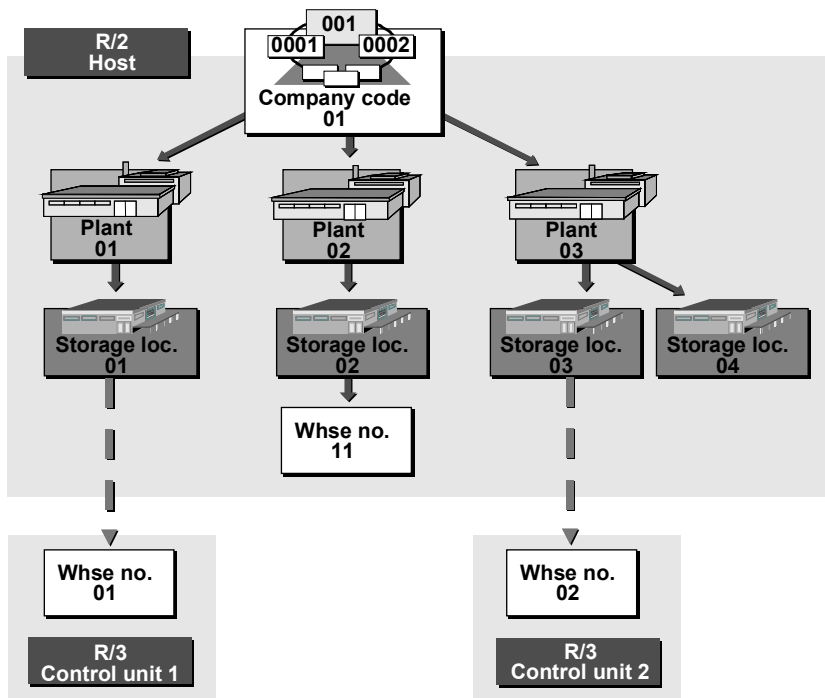 001
R/2
Host
0001
0002
Company code
01
Plant
01
Plant
02
Plant
03
Storage loc.
01
Storage loc.
02
Storage loc.
03
Storage loc.
04
Whse no.
11
Whse no.
01
Whse no.
02
R/3
Control unit 1
R/3
Control unit 2